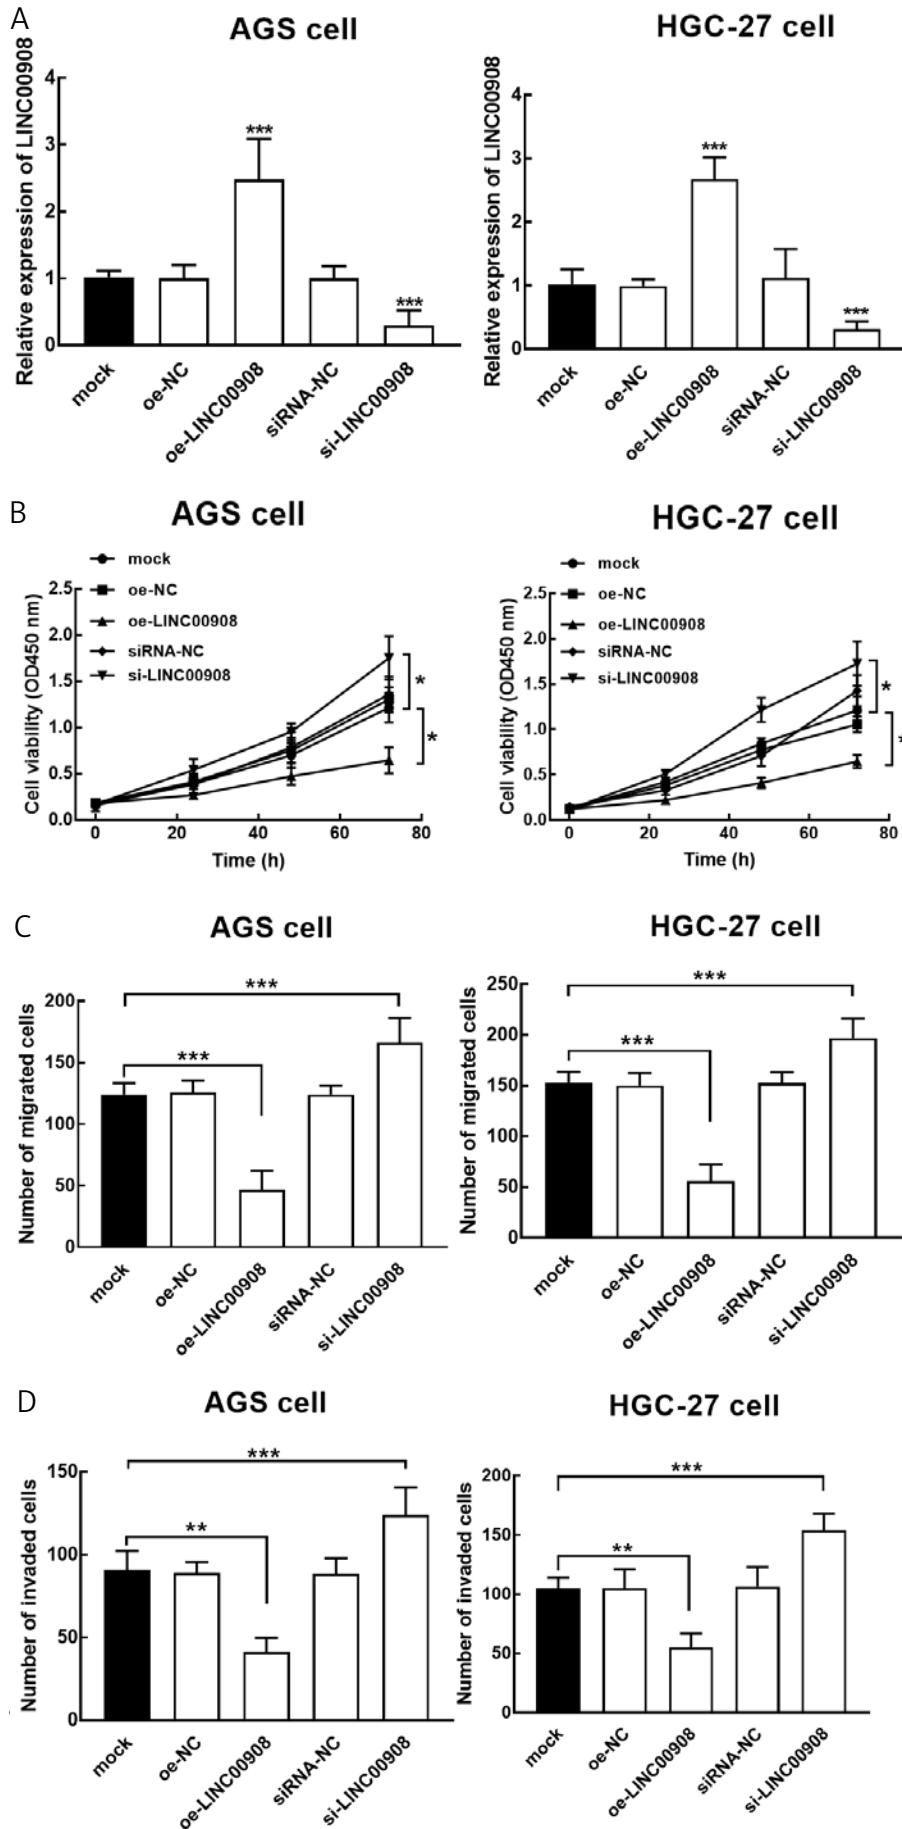 A
AGS cell
HGC-27 cell
Relative expression of LINC00908
4
3
2
1
0
***
***
mock
oe-NC
oe-LINC00908
siRNA-NC
si-LINC00908
Relative expression of LINC00908
4
3
2
1
0
***
***
mock
oe-NC
oe-LINC00908
siRNA-NC
si-LINC00908
B
AGS cell
HGC-27 cell
mock
oe-NC
oe-LINC00908
siRNA-NC
si-LINC00908
Cell viability (OD450 nm)
2.5
2.0
1.5
1.0
0.5
0.0
*
*
0 20 40 60 80
Time (h)
mock
oe-NC
oe-LINC00908
siRNA-NC
si-LINC00908
Cell viability (OD450 nm)
2.5
2.0
1.5
1.0
0.5
0.0
*
*
0 20 40 60 80
Time (h)
C
AGS cell
HGC-27 cell
Number of migrated cells
200
150
100
50
0
***
***
mock
oe-NC
oe-LINC00908
siRNA-NC
si-LINC00908
Number of migrated cells
250
200
150
100
50
0
***
***
mock
oe-NC
oe-LINC00908
siRNA-NC
si-LINC00908
D
AGS cell
HGC-27 cell
Number of invaded cells
150
100
50
0
***
**
mock
oe-NC
oe-LINC00908
siRNA-NC
si-LINC00908
Number of invaded cells
200
150
100
50
0
***
**
mock
oe-NC
oe-LINC00908
siRNA-NC
si-LINC00908